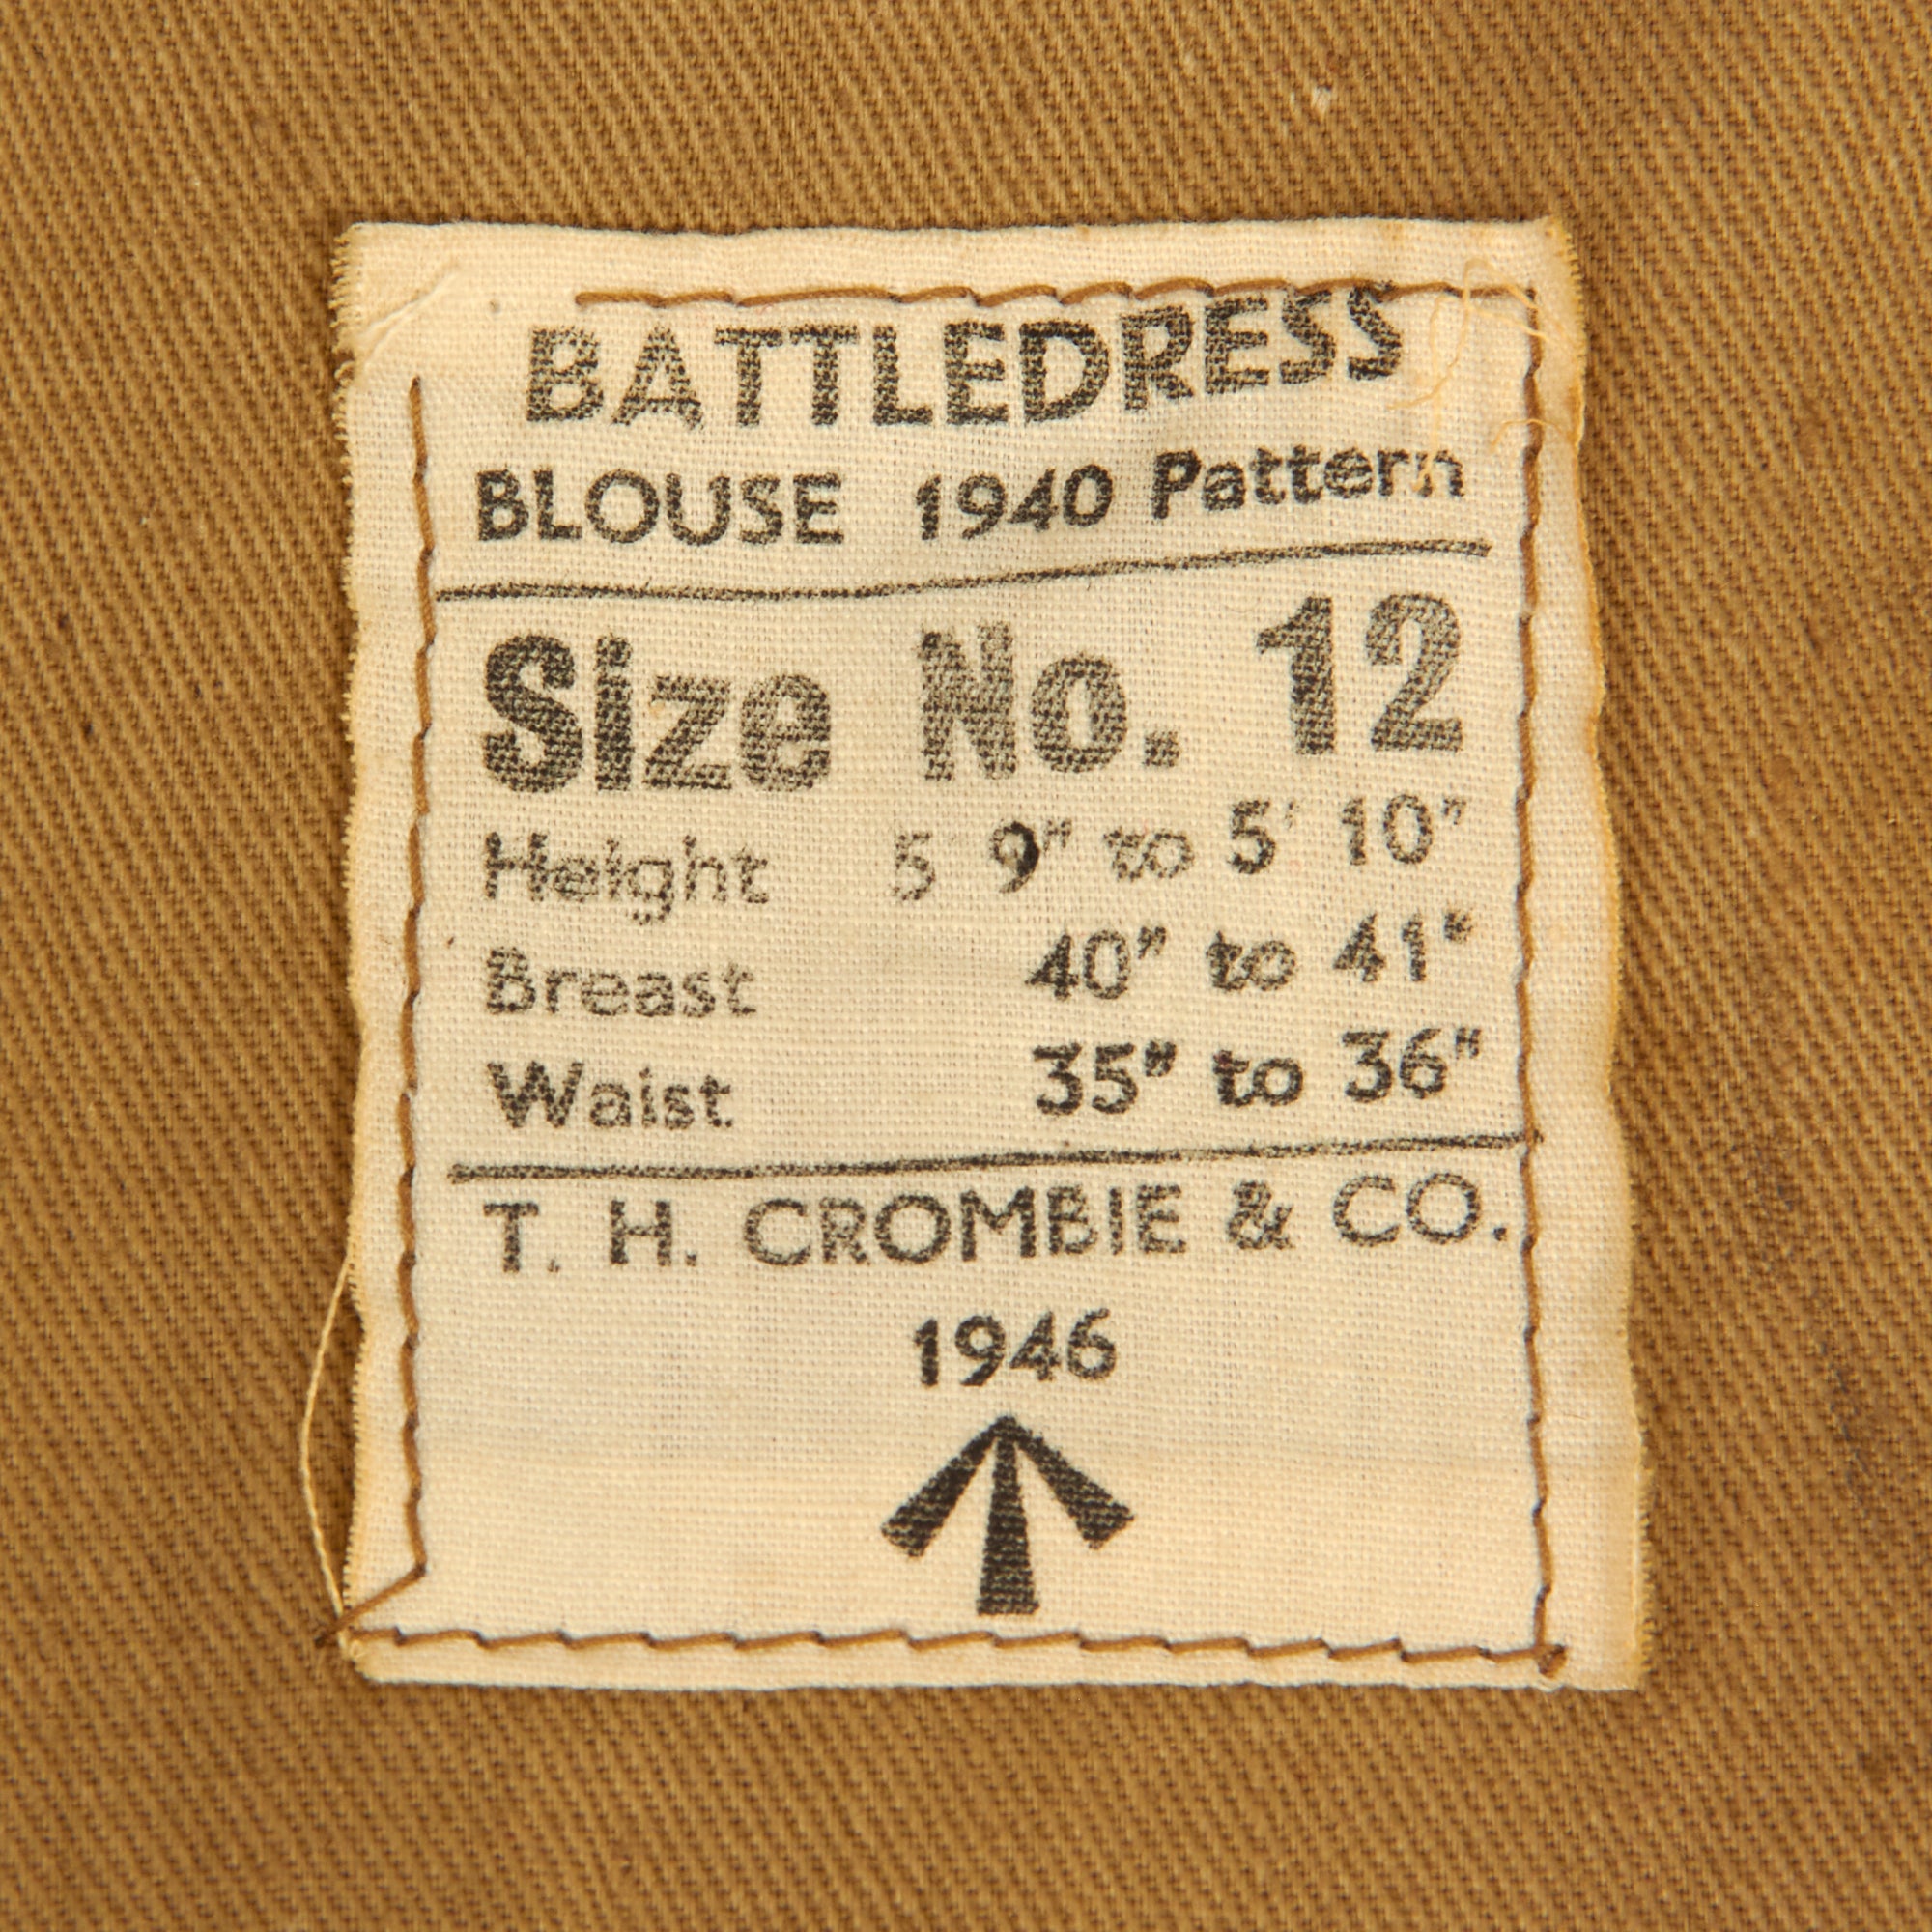 BATTLEDRESS
BLOUSE 1940 Pattern
Size No. 12
Height 5 9" to 5' 10"
Breast 40" to 41"
Waist 35" to 36"
T. H. CROMBIE & CO.
1946